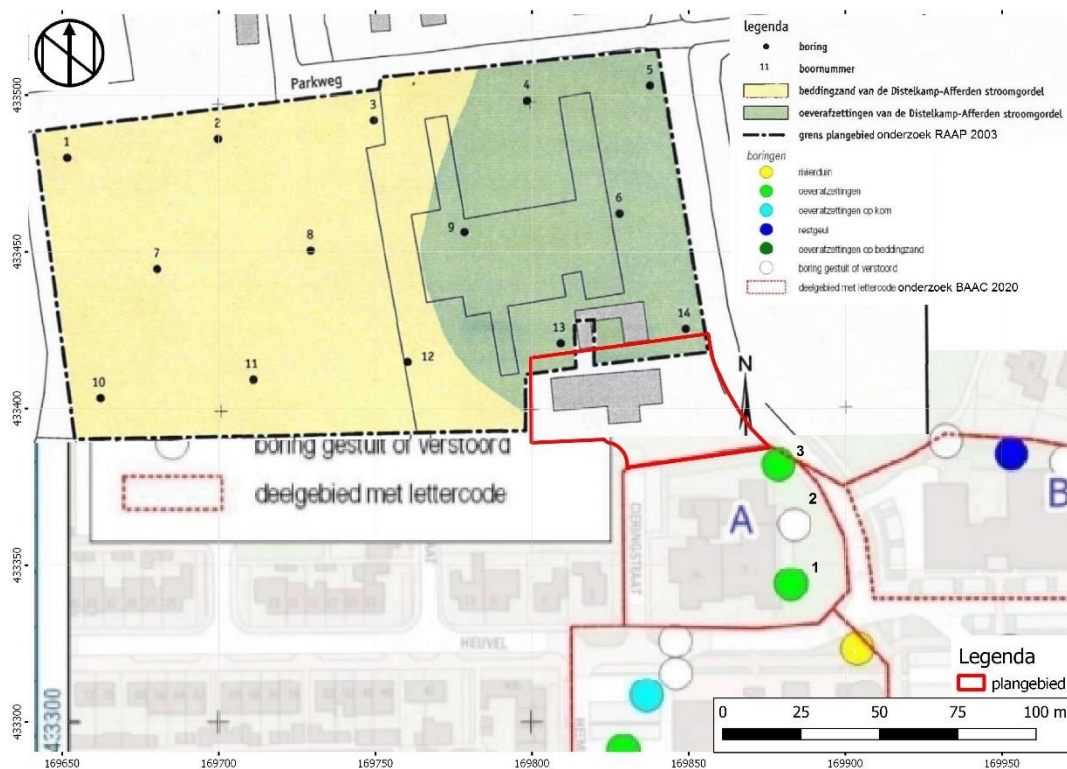 legenda
boring
11 boornummer
beddingzand van de Distelkamp-Afferden stroomgordel
oeverafzettingen van de Distelkamp-Afferden stroomgordel
grens plangebied onderzoek RAAP 2003
boringen
rivierduin
oeverafzettingen
oeverafzettingen op kom
restgeul
oeverafzettingen op beddingzand
boring gestuit of verstoord
deelgebied met lettercode onderzoek BAAC 2020
Parkweg
1
2
3
4
5
6
7
8
9
10
11
12
13
14
N
433500
433450
433400
433350
433300
boring gestuit of verstoord
deelgebied met lettercode
3
2
1
A
B
HEUVEL
433300
Legenda
plangebied
0 25 50 75 100 m
169650 169700 169750 169800 169850 169900 169950